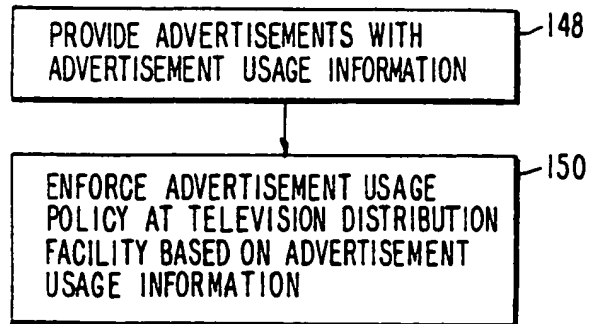 PROVIDE ADVERTISEMENTS WITH
ADVERTISEMENT USAGE INFORMATION
148
ENFORCE ADVERTISEMENT USAGE
POLICY AT TELEVISION DISTRIBUTION
FACILITY BASED ON ADVERTISEMENT
USAGE INFORMATION
150